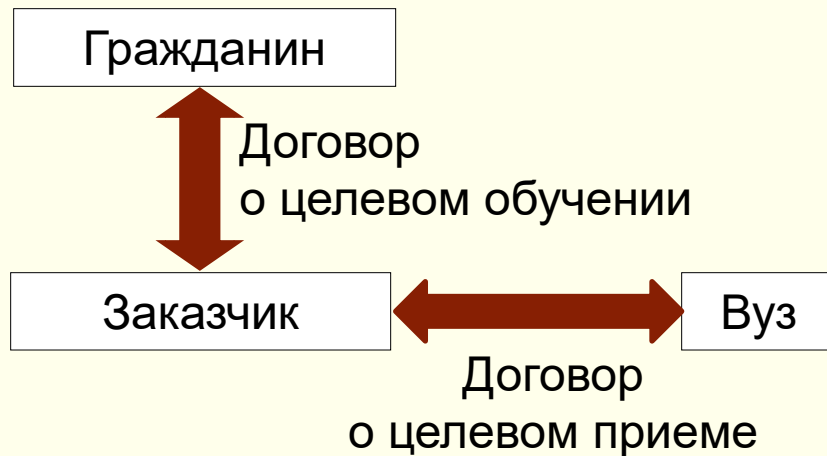 Гражданин
Договор
о целевом обучении
Заказчик
Вуз
Договор
о целевом приеме